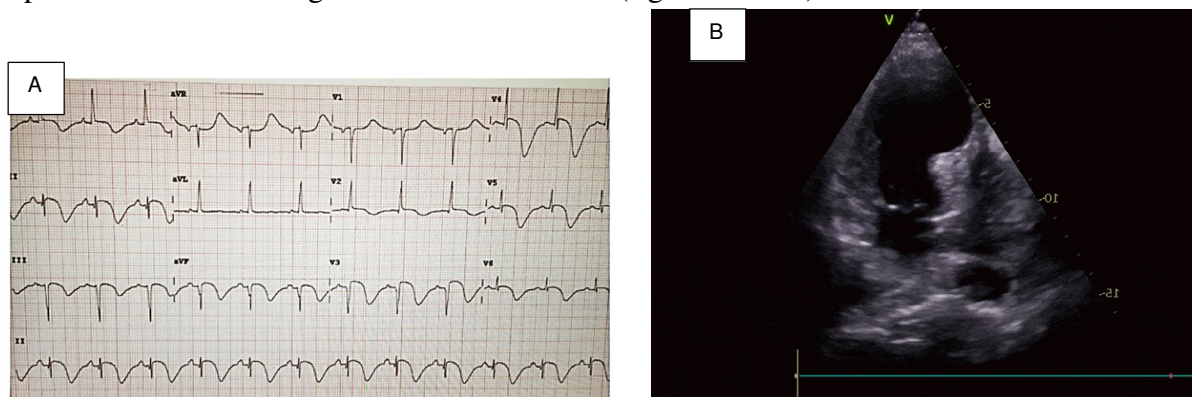 A
aVR V1 V4
II aVL V2 V5
III aVF V3 V6
II
B
V
5
10
15